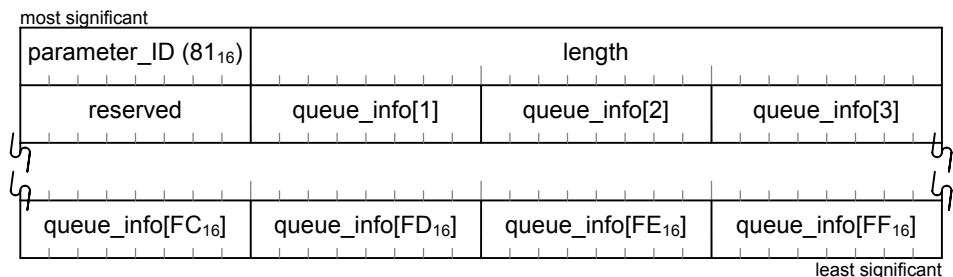 most significant
parameter_ID (81₁₆) length
reserved queue_info[1] queue_info[2] queue_info[3]
queue_info[FC₁₆] queue_info[FD₁₆] queue_info[FE₁₆] queue_info[FF₁₆]
least significant